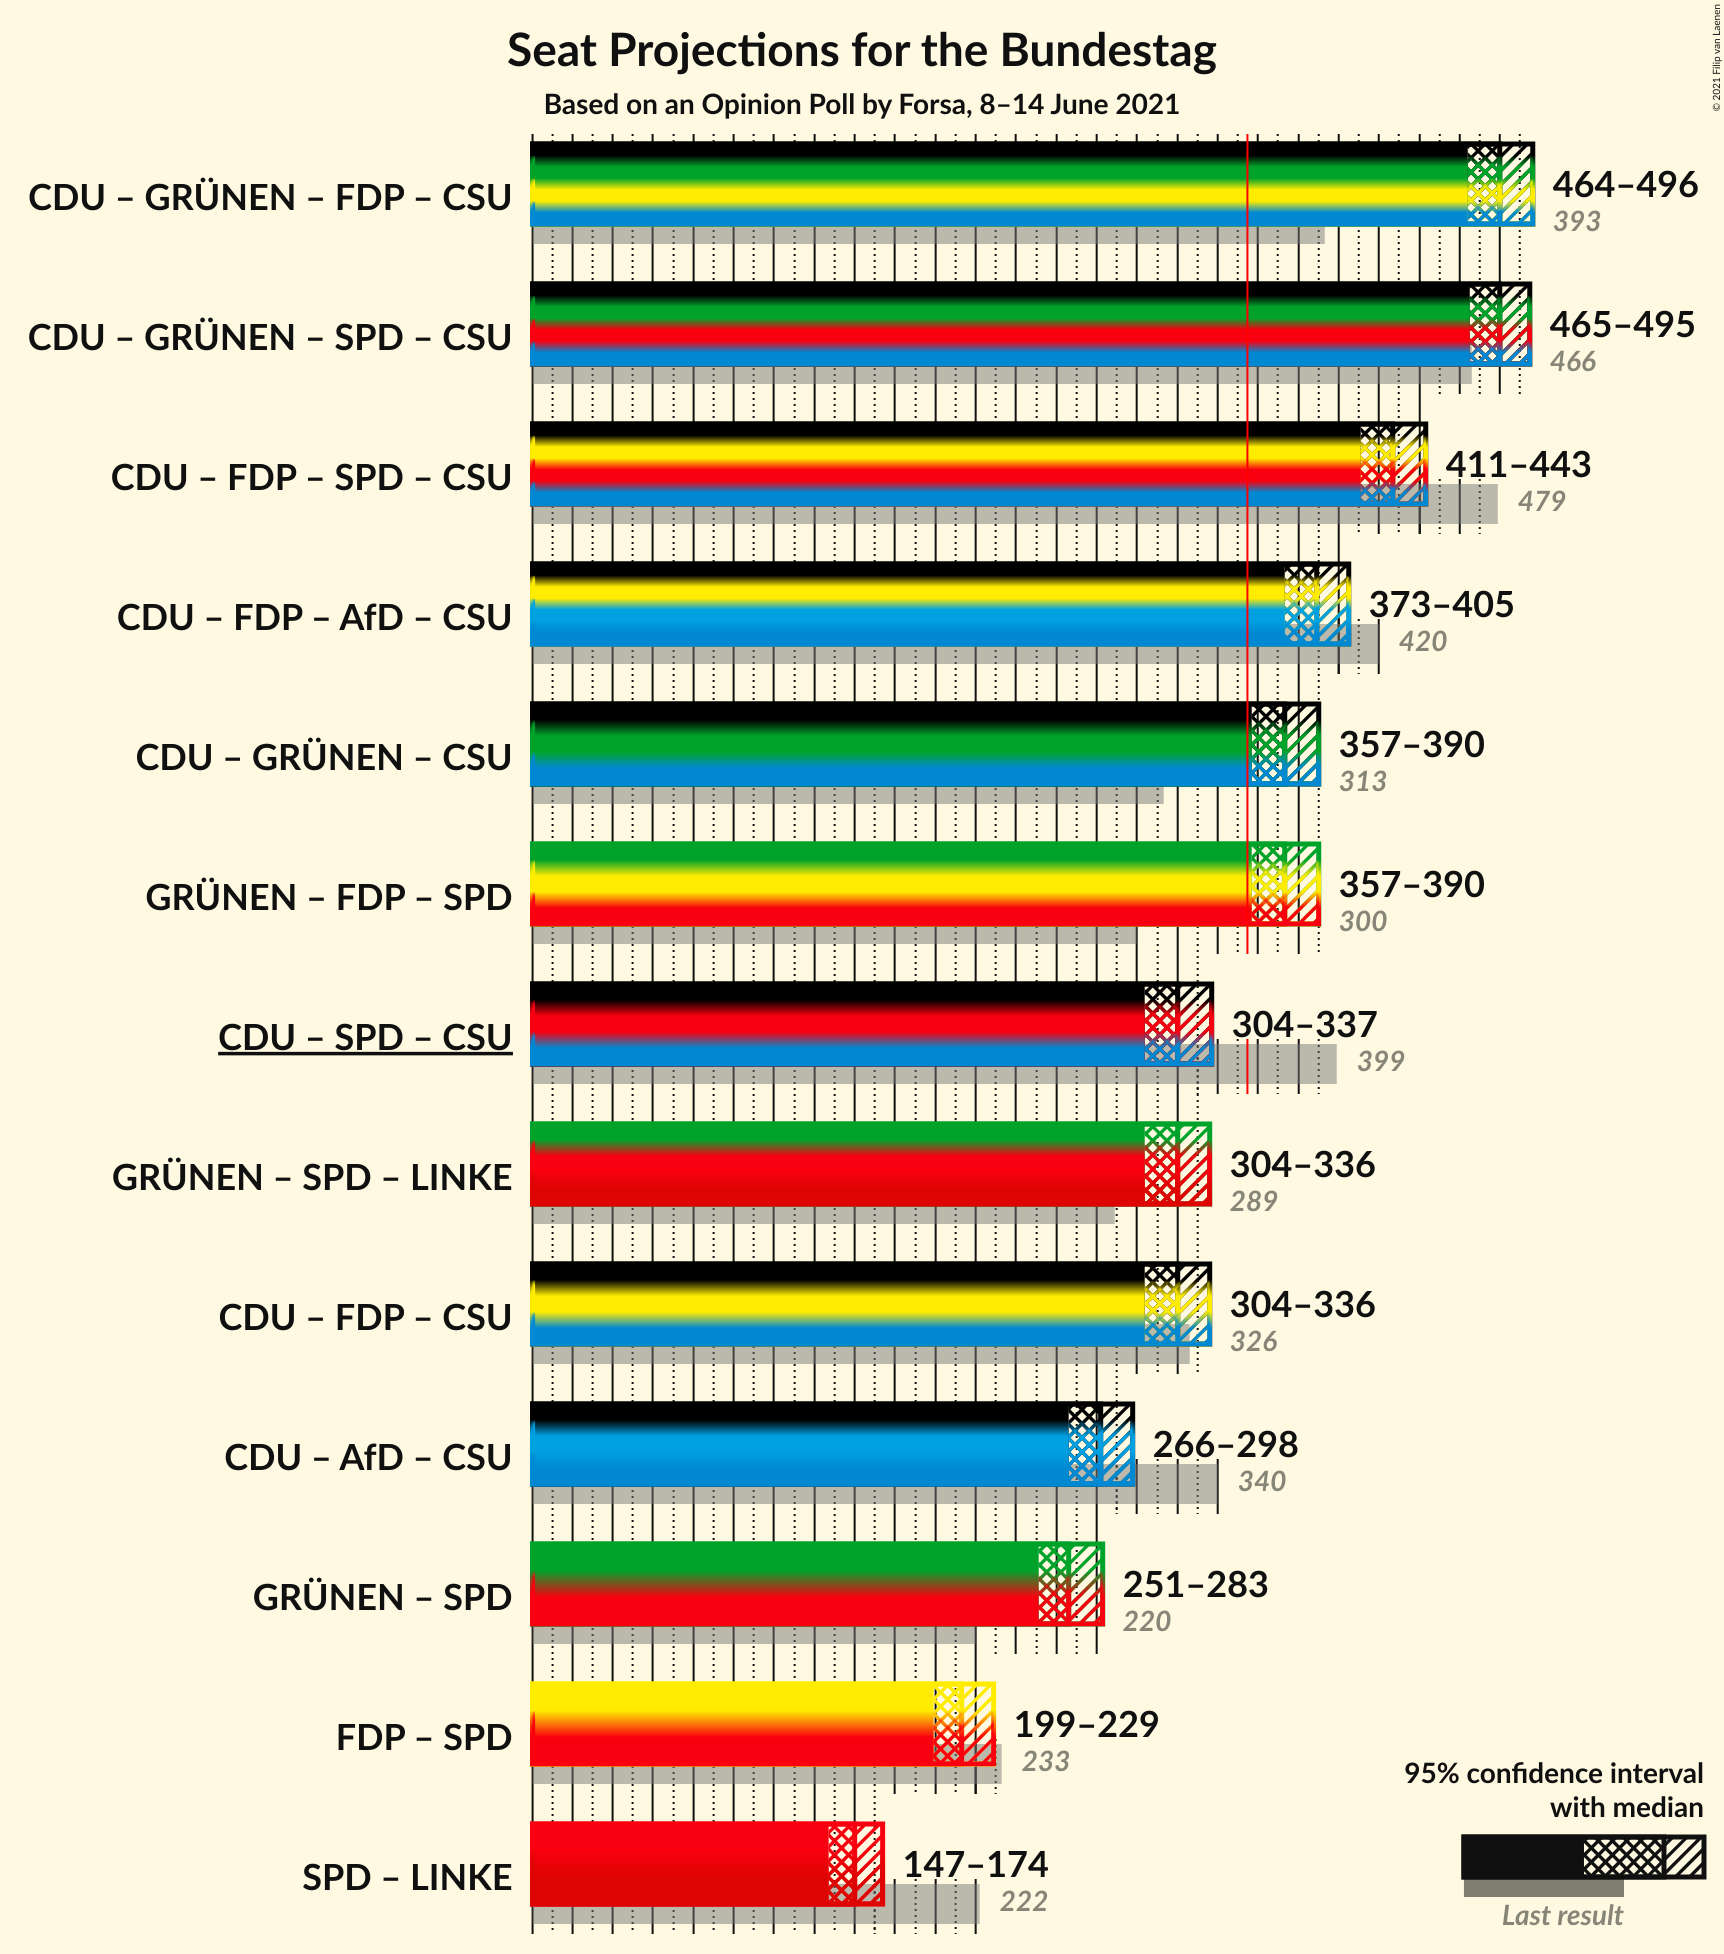 Seat Projections for the Bundestag
Based on an Opinion Poll by Forsa, 8–14 June 2021
© 2021 Filip van Laenen
CDU – GRÜNEN – FDP – CSU
464–496
393
CDU – GRÜNEN – SPD – CSU
465–495
466
CDU – FDP – SPD – CSU
411–443
479
CDU – FDP – AfD – CSU
373–405
420
CDU – GRÜNEN – CSU
357–390
313
GRÜNEN – FDP – SPD
357–390
300
CDU – SPD – CSU
304–337
399
GRÜNEN – SPD – LINKE
304–336
289
CDU – FDP – CSU
304–336
326
CDU – AfD – CSU
266–298
340
GRÜNEN – SPD
251–283
220
FDP – SPD
199–229
233
SPD – LINKE
147–174
222
95% confidence interval
with median
Last result